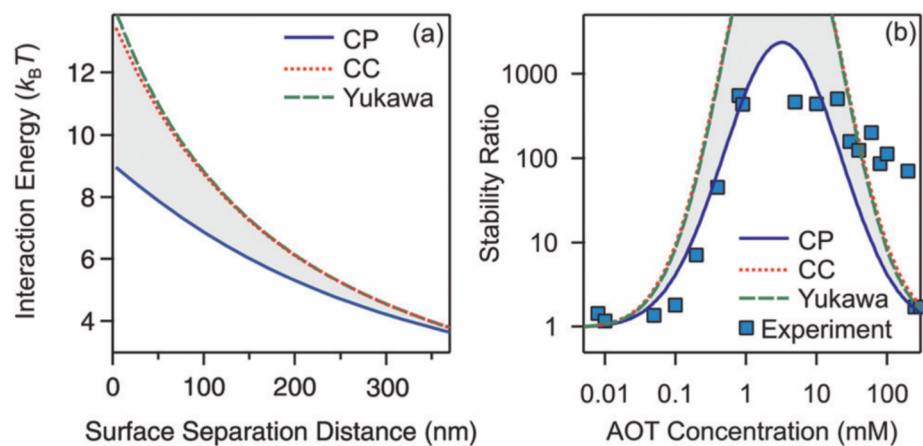 (a)
CP
CC
Yukawa
Interaction Energy (kBT)
12
10
8
6
4
0
100
200
300
Surface Separation Distance (nm)
(b)
Stability Ratio
1000
100
10
1
CP
CC
Yukawa
Experiment
0.01
0.1
1
10
100
AOT Concentration (mM)